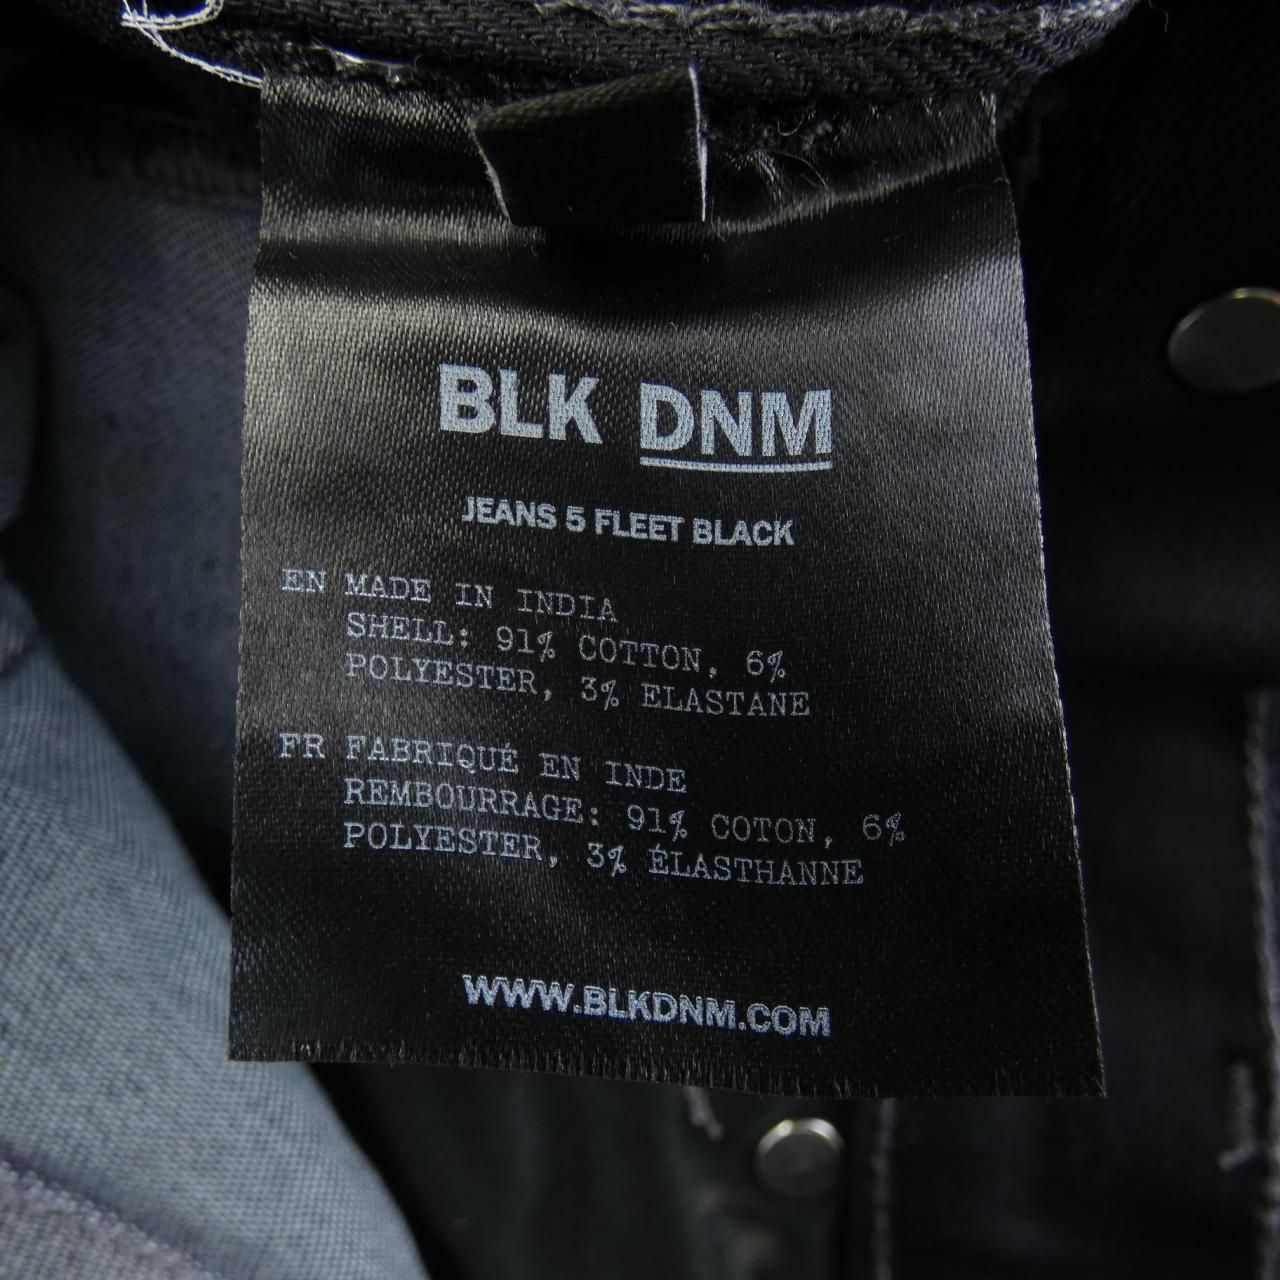 BLK DNM
JEANS 5 FLEET BLACK
EN MADE IN INDIA
SHELL: 91% COTTON, 6%
POLYESTER, 3% ELASTANE
FR FABRIQUÉ EN INDE
REMBOURRAGE: 91% COTON, 6%
POLYESTER, 3% ÉLASTHANNE
WWW.BLKDNM.COM